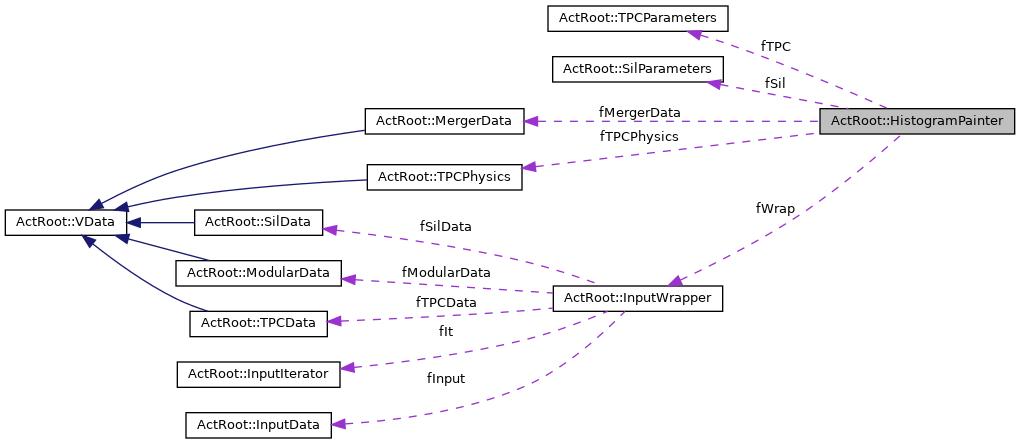 ActRoot::TPCParameters
fTPC
ActRoot::SilParameters
fSil
ActRoot::MergerData
fMergerData
ActRoot::HistogramPainter
fTPCPhysics
ActRoot::TPCPhysics
fWrap
ActRoot::VData
ActRoot::SilData
fSilData
ActRoot::ModularData
fModularData
ActRoot::InputWrapper
fTPCData
ActRoot::TPCData
fIt
ActRoot::InputIterator
fInput
ActRoot::InputData